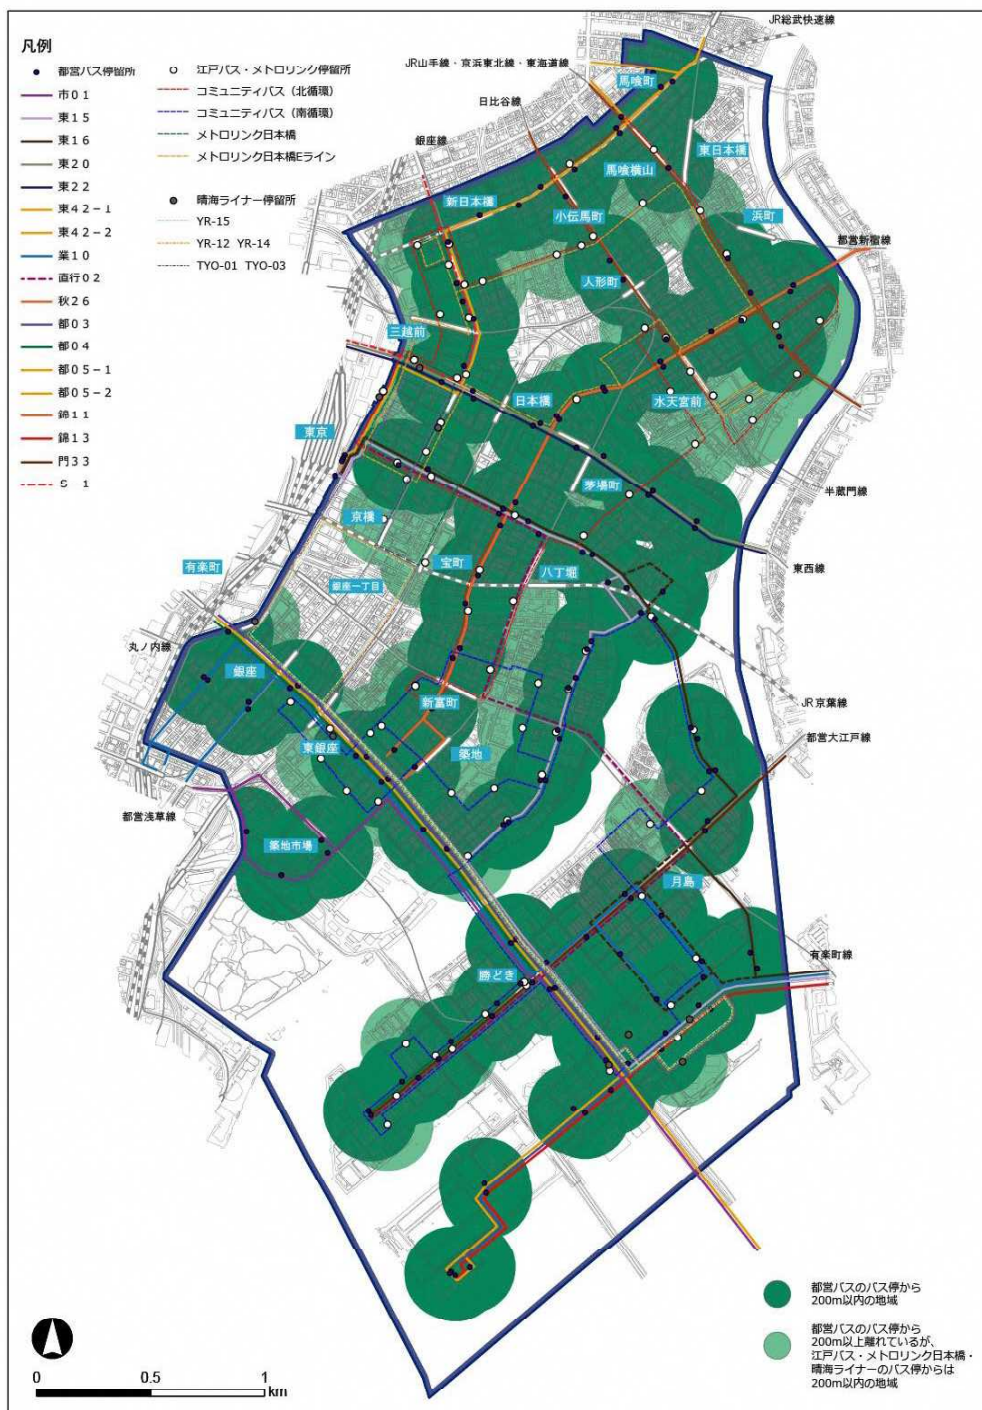 凡例
都営バス停留所
市01
東15
東16
東20
東22
東42-1
東42-2
業10
直行02
秋26
都03
都04
都05-1
都05-2
錦11
錦13
門33
S 1
江戸バス・メトロリンク停留所
コミュニティバス（北循環）
コミュニティバス（南循環）
メトロリンク日本橋
メトロリンク日本橋Eライン
晴海ライナー停留所
YR-15
YR-12 YR-14
TYO-01 TYO-03
JR総武快速線
JR山手線・京浜東北線・東海道線
日比谷線
銀座線
馬喰町
東日本橋
馬喰横山
新日本橋
小伝馬町
浜町
都営新宿線
人形町
三越前
日本橋
水天宮前
東京
茅場町
半蔵門線
京橋
東西線
宝町
八丁堀
有楽町
銀座一丁目
丸ノ内線
銀座
新富町
JR京葉線
東銀座
築地
都営大江戸線
都営浅草線
築地市場
月島
有楽町線
勝どき
都営バスのバス停から
200m以内の地域
都営バスのバス停から
200m以上離れているが、
江戸バス・メトロリンク日本橋・
晴海ライナーのバス停からは
200m以内の地域
0 0.5 1
km